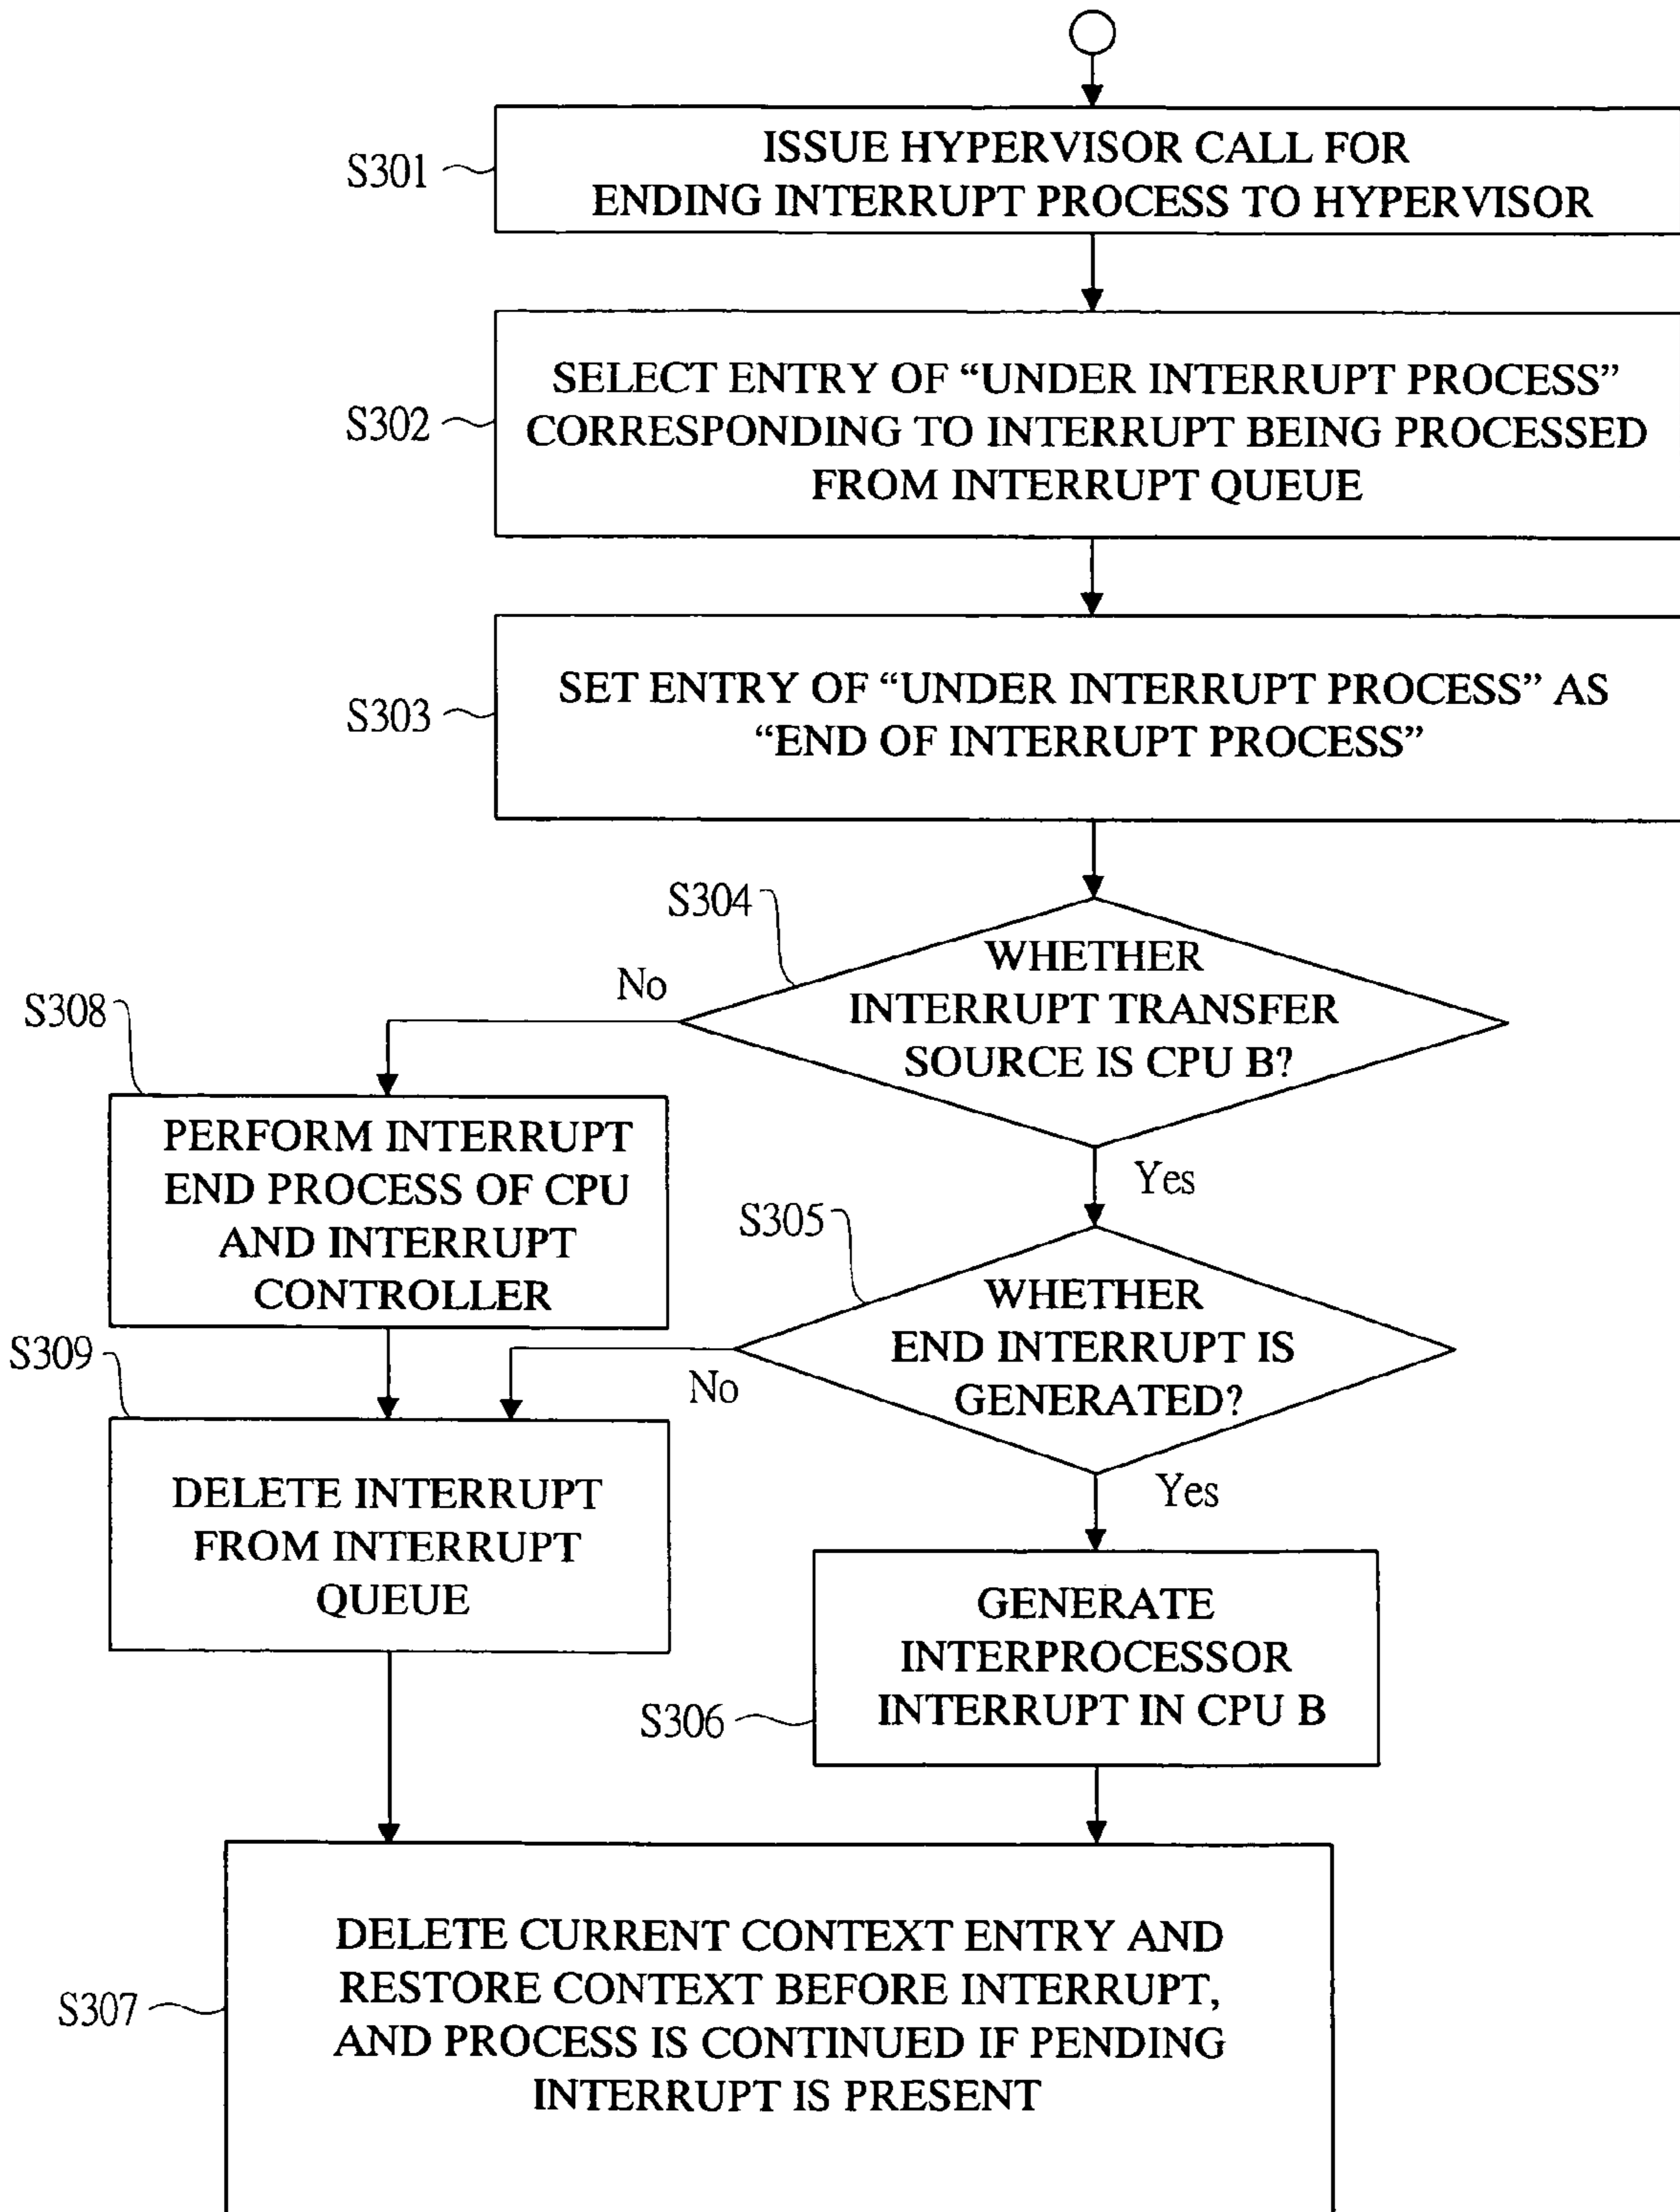 S301
ISSUE HYPERVISOR CALL FOR
ENDING INTERRUPT PROCESS TO HYPERVISOR
S302
SELECT ENTRY OF “UNDER INTERRUPT PROCESS”
CORRESPONDING TO INTERRUPT BEING PROCESSED
FROM INTERRUPT QUEUE
S303
SET ENTRY OF “UNDER INTERRUPT PROCESS” AS
“END OF INTERRUPT PROCESS”
S304
WHETHER
INTERRUPT TRANSFER
SOURCE IS CPU B?
No
Yes
S308
PERFORM INTERRUPT
END PROCESS OF CPU
AND INTERRUPT
CONTROLLER
S305
WHETHER
END INTERRUPT IS
GENERATED?
No
Yes
S309
DELETE INTERRUPT
FROM INTERRUPT
QUEUE
S306
GENERATE
INTERPROCESSOR
INTERRUPT IN CPU B
S307
DELETE CURRENT CONTEXT ENTRY AND
RESTORE CONTEXT BEFORE INTERRUPT,
AND PROCESS IS CONTINUED IF PENDING
INTERRUPT IS PRESENT